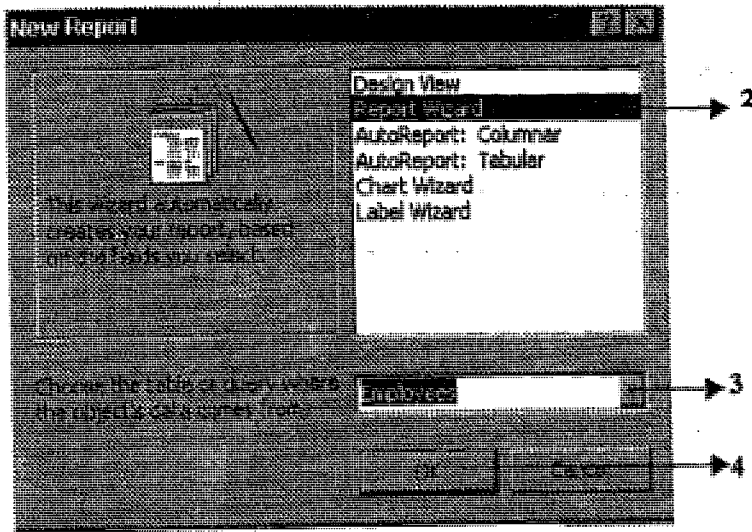 New Report
Design View
Report Wizard
2
AutoReport: Columnar
AutoReport: Tabular
Chart Wizard
Label Wizard
This wizard automatically
creates your report, based
on the fields you select.
Choose the table or query where
the object's data comes from:
Employees
3
OK
Cancel
4